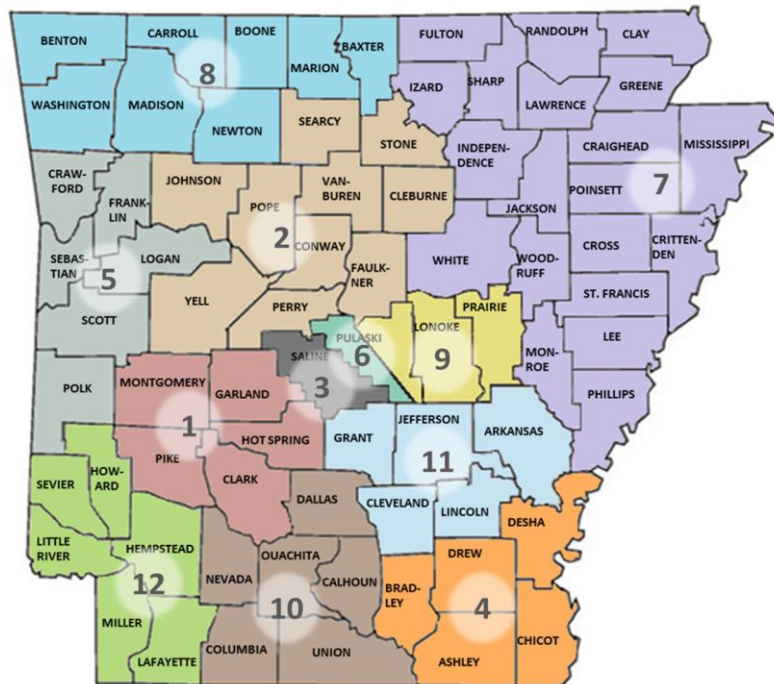 BENTON
CARROLL
BOONE
MARION
BAXTER
FULTON
RANDOLPH
CLAY
8
IZARD
SHARP
GREENE
WASHINGTON
MADISON
NEWTON
SEARCY
STONE
LAWRENCE
INDEPEN-
DENCE
CRAIGHEAD
MISSISSIPPI
CRAW-
FORD
FRANK-
LIN
JOHNSON
POPE
VAN-
BUREN
CLEBURNE
JACKSON
POINSETT
7
2
CONWAY
SEBAS-
TIAN
5
LOGAN
YELL
FAULK-
NER
WHITE
WOOD-
RUFF
CROSS
CRITTEN-
DEN
SCOTT
PERRY
ST. FRANCIS
PULASKI
6
LONOKE
9
PRAIRIE
MON-
ROE
LEE
SALINE
3
POLK
MONTGOMERY
GARLAND
PHILLIPS
1
HOT SPRING
GRANT
JEFFERSON
11
ARKANSAS
PIKE
CLARK
SEVIER
HOW-
ARD
DALLAS
CLEVELAND
LINCOLN
DESHA
LITTLE
RIVER
HEMPSTEAD
12
NEVADA
OUACHITA
10
CALHOUN
BRAD-
LEY
DREW
4
MILLER
LAFAYETTE
COLUMBIA
UNION
ASHLEY
CHICOT